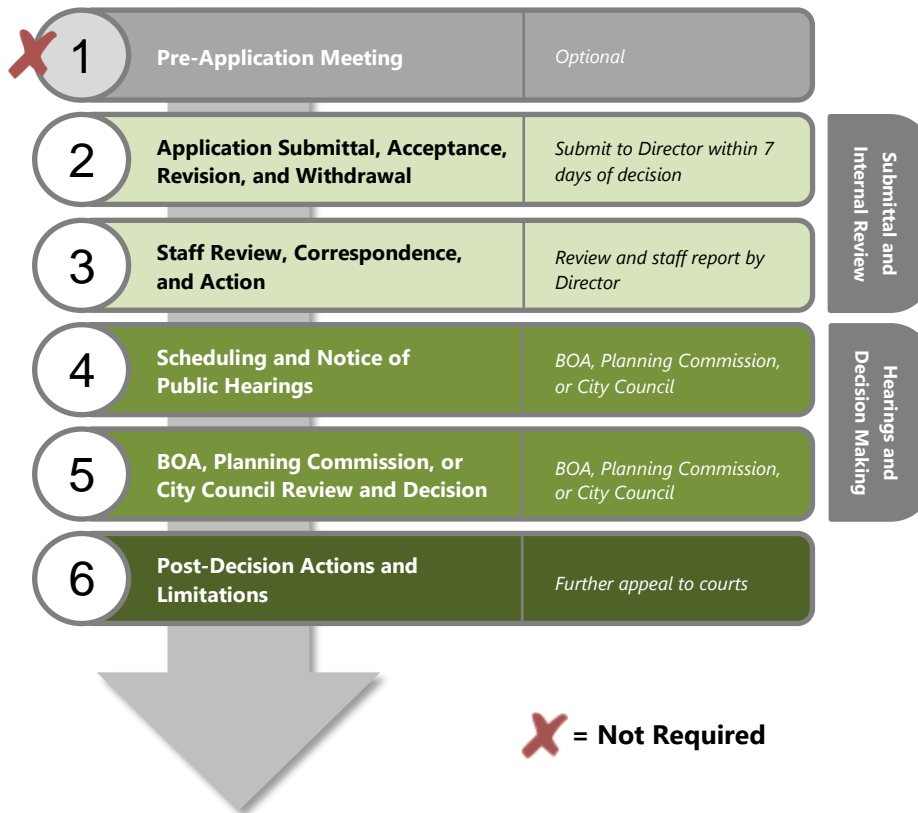 1
Pre-Application Meeting
Optional
2
Application Submittal, Acceptance,
Revision, and Withdrawal
Submit to Director within 7
days of decision
3
Staff Review, Correspondence,
and Action
Review and staff report by
Director
Submittal and
Internal Review
4
Scheduling and Notice of
Public Hearings
BOA, Planning Commission,
or City Council
5
BOA, Planning Commission, or
City Council Review and Decision
BOA, Planning Commission,
or City Council
Hearings and
Decision Making
6
Post-Decision Actions and
Limitations
Further appeal to courts
= Not Required